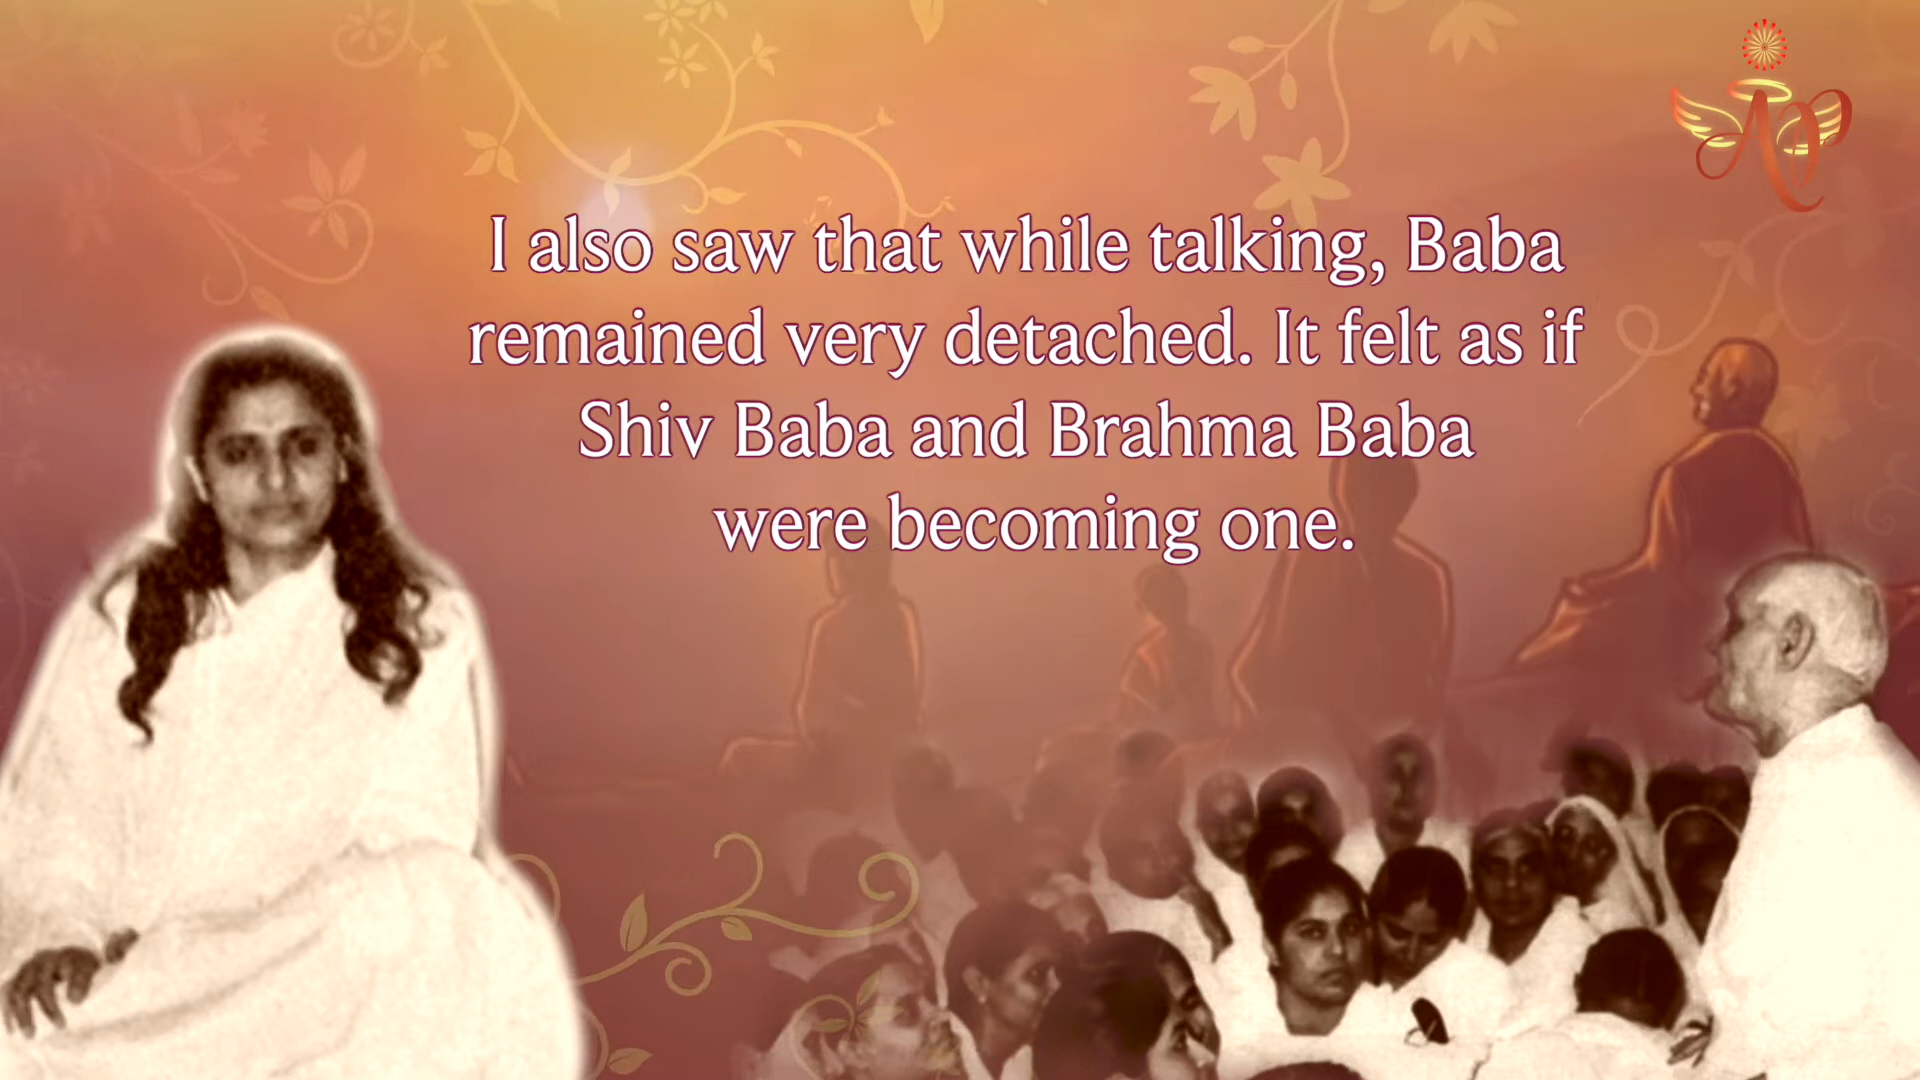 I also saw that while talking, Baba
remained very detached. It felt as if
Shiv Baba and Brahma Baba
were becoming one.